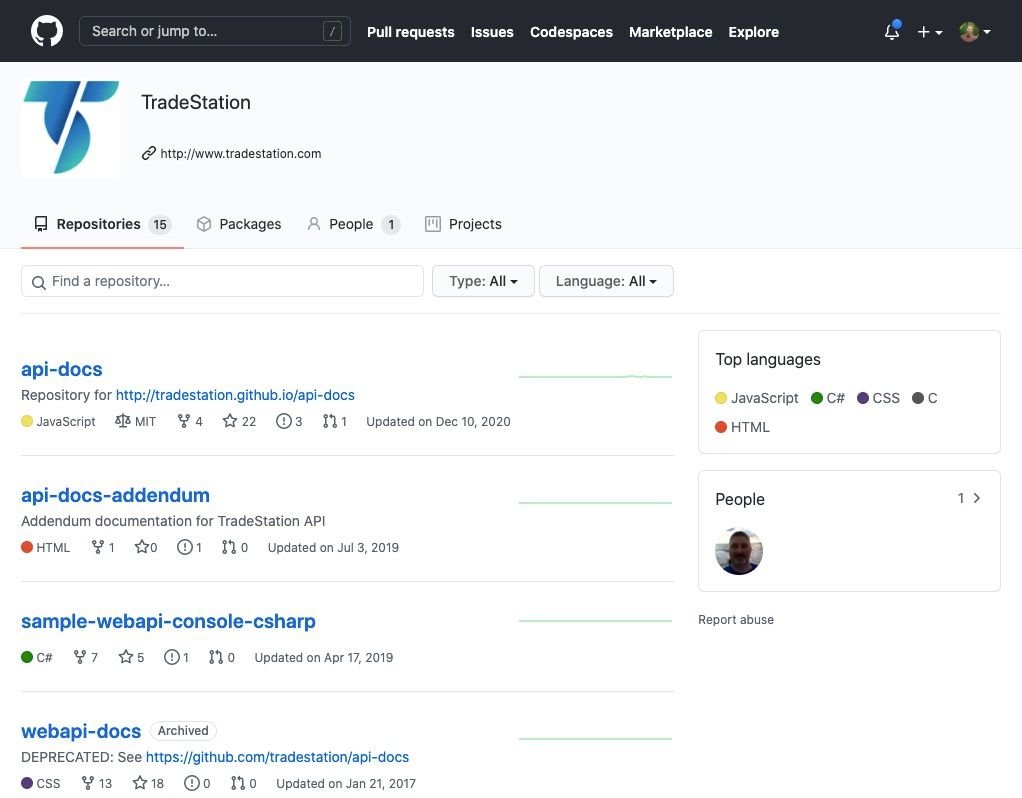 Search or jump to... /
Pull requests Issues Codespaces Marketplace Explore
TradeStation
http://www.tradestation.com
Repositories 15 Packages People 1 Projects
Find a repository... Type: All Language: All
api-docs
Repository for http://tradestation.github.io/api-docs
JavaScript MIT 4 22 3 1 Updated on Dec 10, 2020
api-docs-addendum
Addendum documentation for TradeStation API
HTML 1 0 1 0 Updated on Jul 3, 2019
sample-webapi-console-csharp
C# 7 5 1 0 Updated on Apr 17, 2019
webapi-docs Archived
DEPRECATED: See https://github.com/tradestation/api-docs
CSS 13 18 0 0 Updated on Jan 21, 2017
Top languages
JavaScript C# CSS C
HTML
People 1
Report abuse